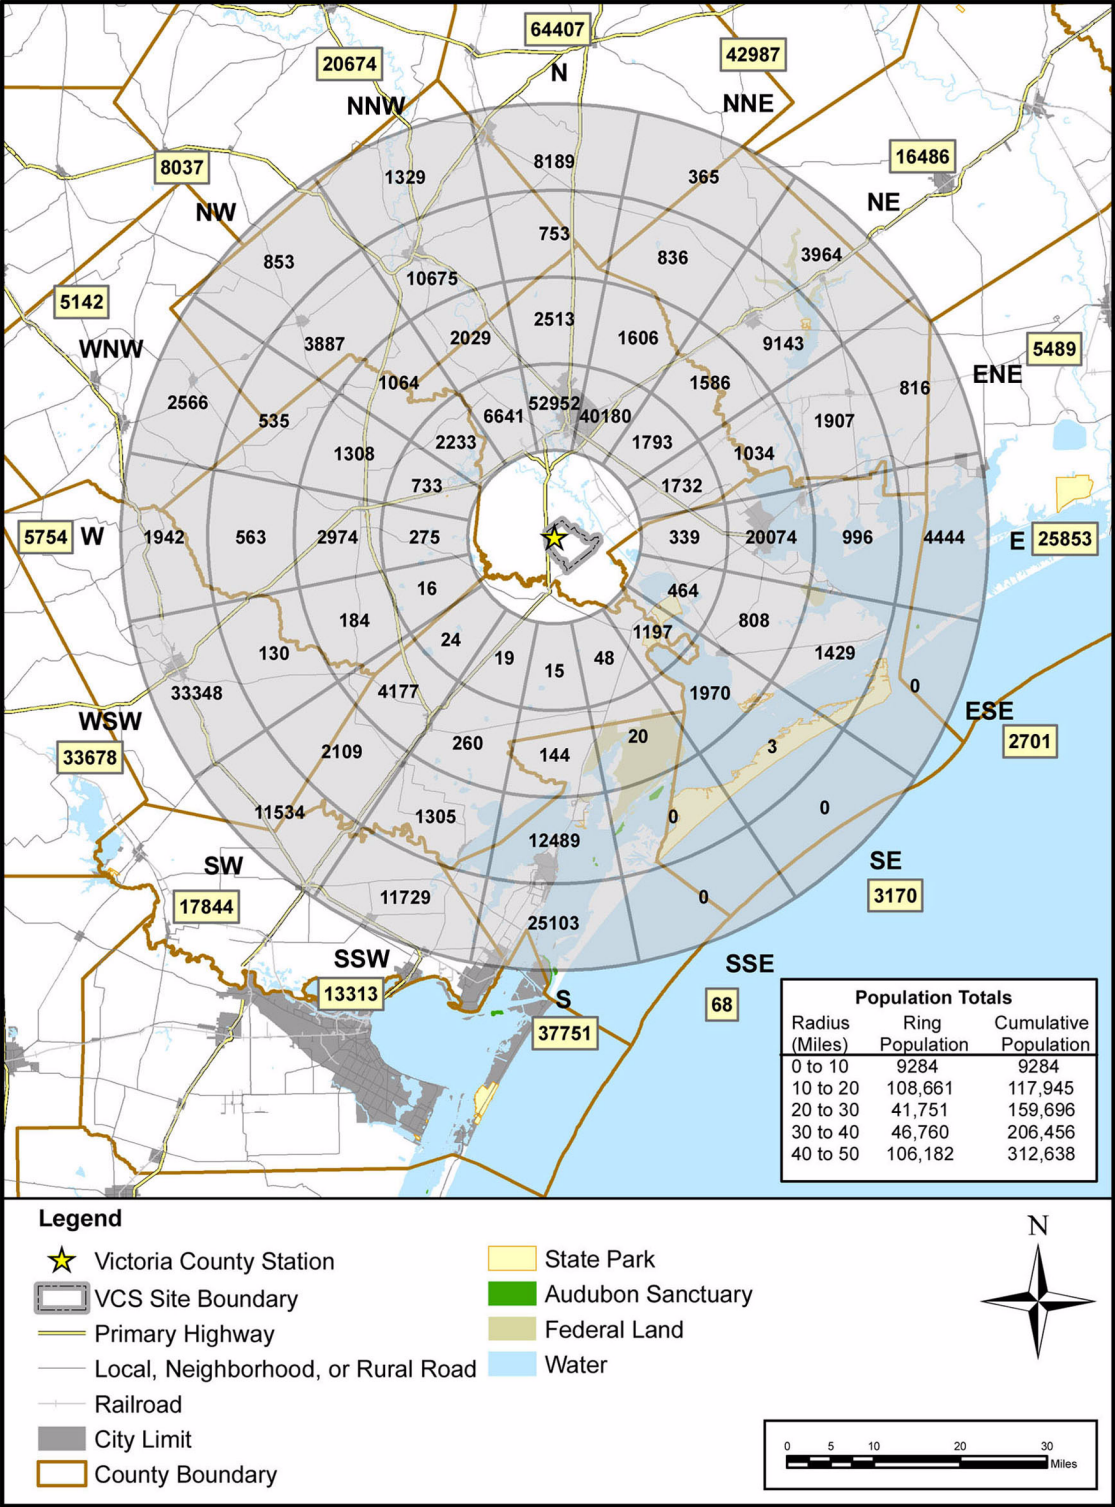 64407
N
20674
42987
NNW
NNE
8037
8189
16486
1329
365
NW
NE
753
853
836
3964
10675
5142
2513
3887
2029
1606
9143
WNW
5489
ENE
1064
1586
816
2566
535
6641
52952
40180
1907
2233
1793
1308
1034
733
1732
5754
W
1942
563
2974
275
339
20074
996
4444
E
25853
16
464
184
808
1197
24
130
19
15
48
1429
33348
4177
1970
0
WSW
ESE
33678
2109
260
144
20
3
2701
11534
1305
0
0
12489
SW
SE
17844
11729
0
3170
25103
SSW
SSE
13313
S
68
37751
Population Totals
Radius Ring Cumulative
(Miles) Population Population
0 to 10 9284 9284
10 to 20 108,661 117,945
20 to 30 41,751 159,696
30 to 40 46,760 206,456
40 to 50 106,182 312,638
Legend
Victoria County Station
VCS Site Boundary
Primary Highway
Local, Neighborhood, or Rural Road
Railroad
City Limit
County Boundary
State Park
Audubon Sanctuary
Federal Land
Water
N
0 5 10 20 30
Miles